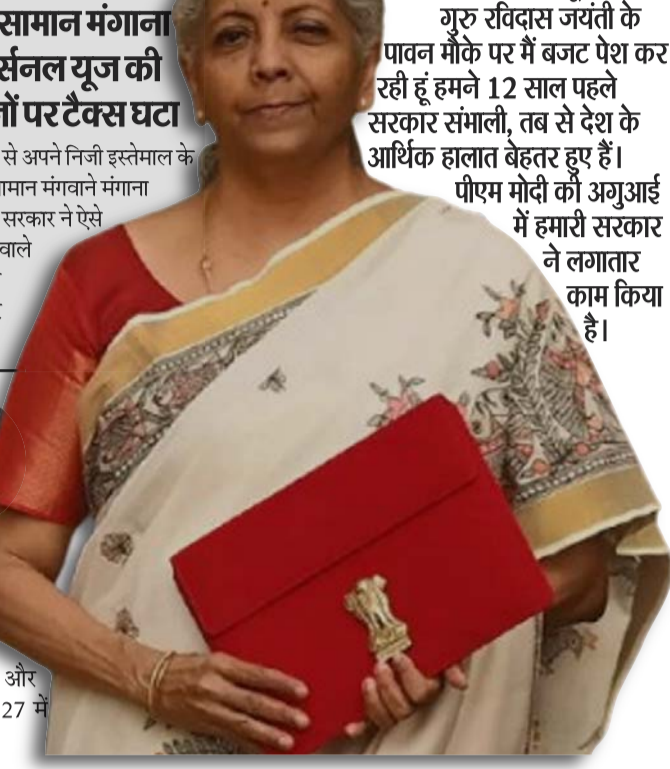 सामान मंगाना
र्सनल यूज की
ों पर टैक्स घटा
से अपने निजी इस्तेमाल के
ामान मंगवाने मंगाना
सरकार ने ऐसे
वाले
और
27 में
गुरु रविदास जयंती के
पावन मौके पर मैं बजट पेश कर
रही हूं हमने 12 साल पहले
सरकार संभाली, तब से देश के
आर्थिक हालात बेहतर हुए हैं।
पीएम मोदी की अगुआई
में हमारी सरकार
ने लगातार
काम किया
है।